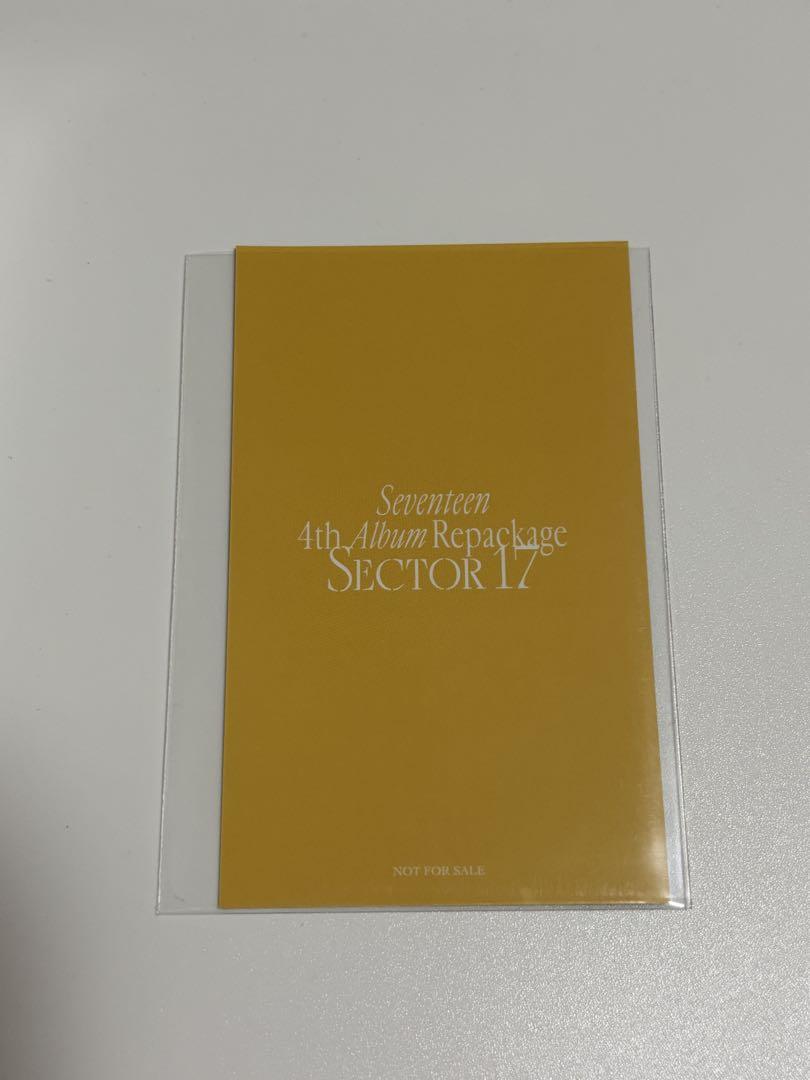 Seventeen
4th Album Repackage
SECTOR 17
NOT FOR SALE